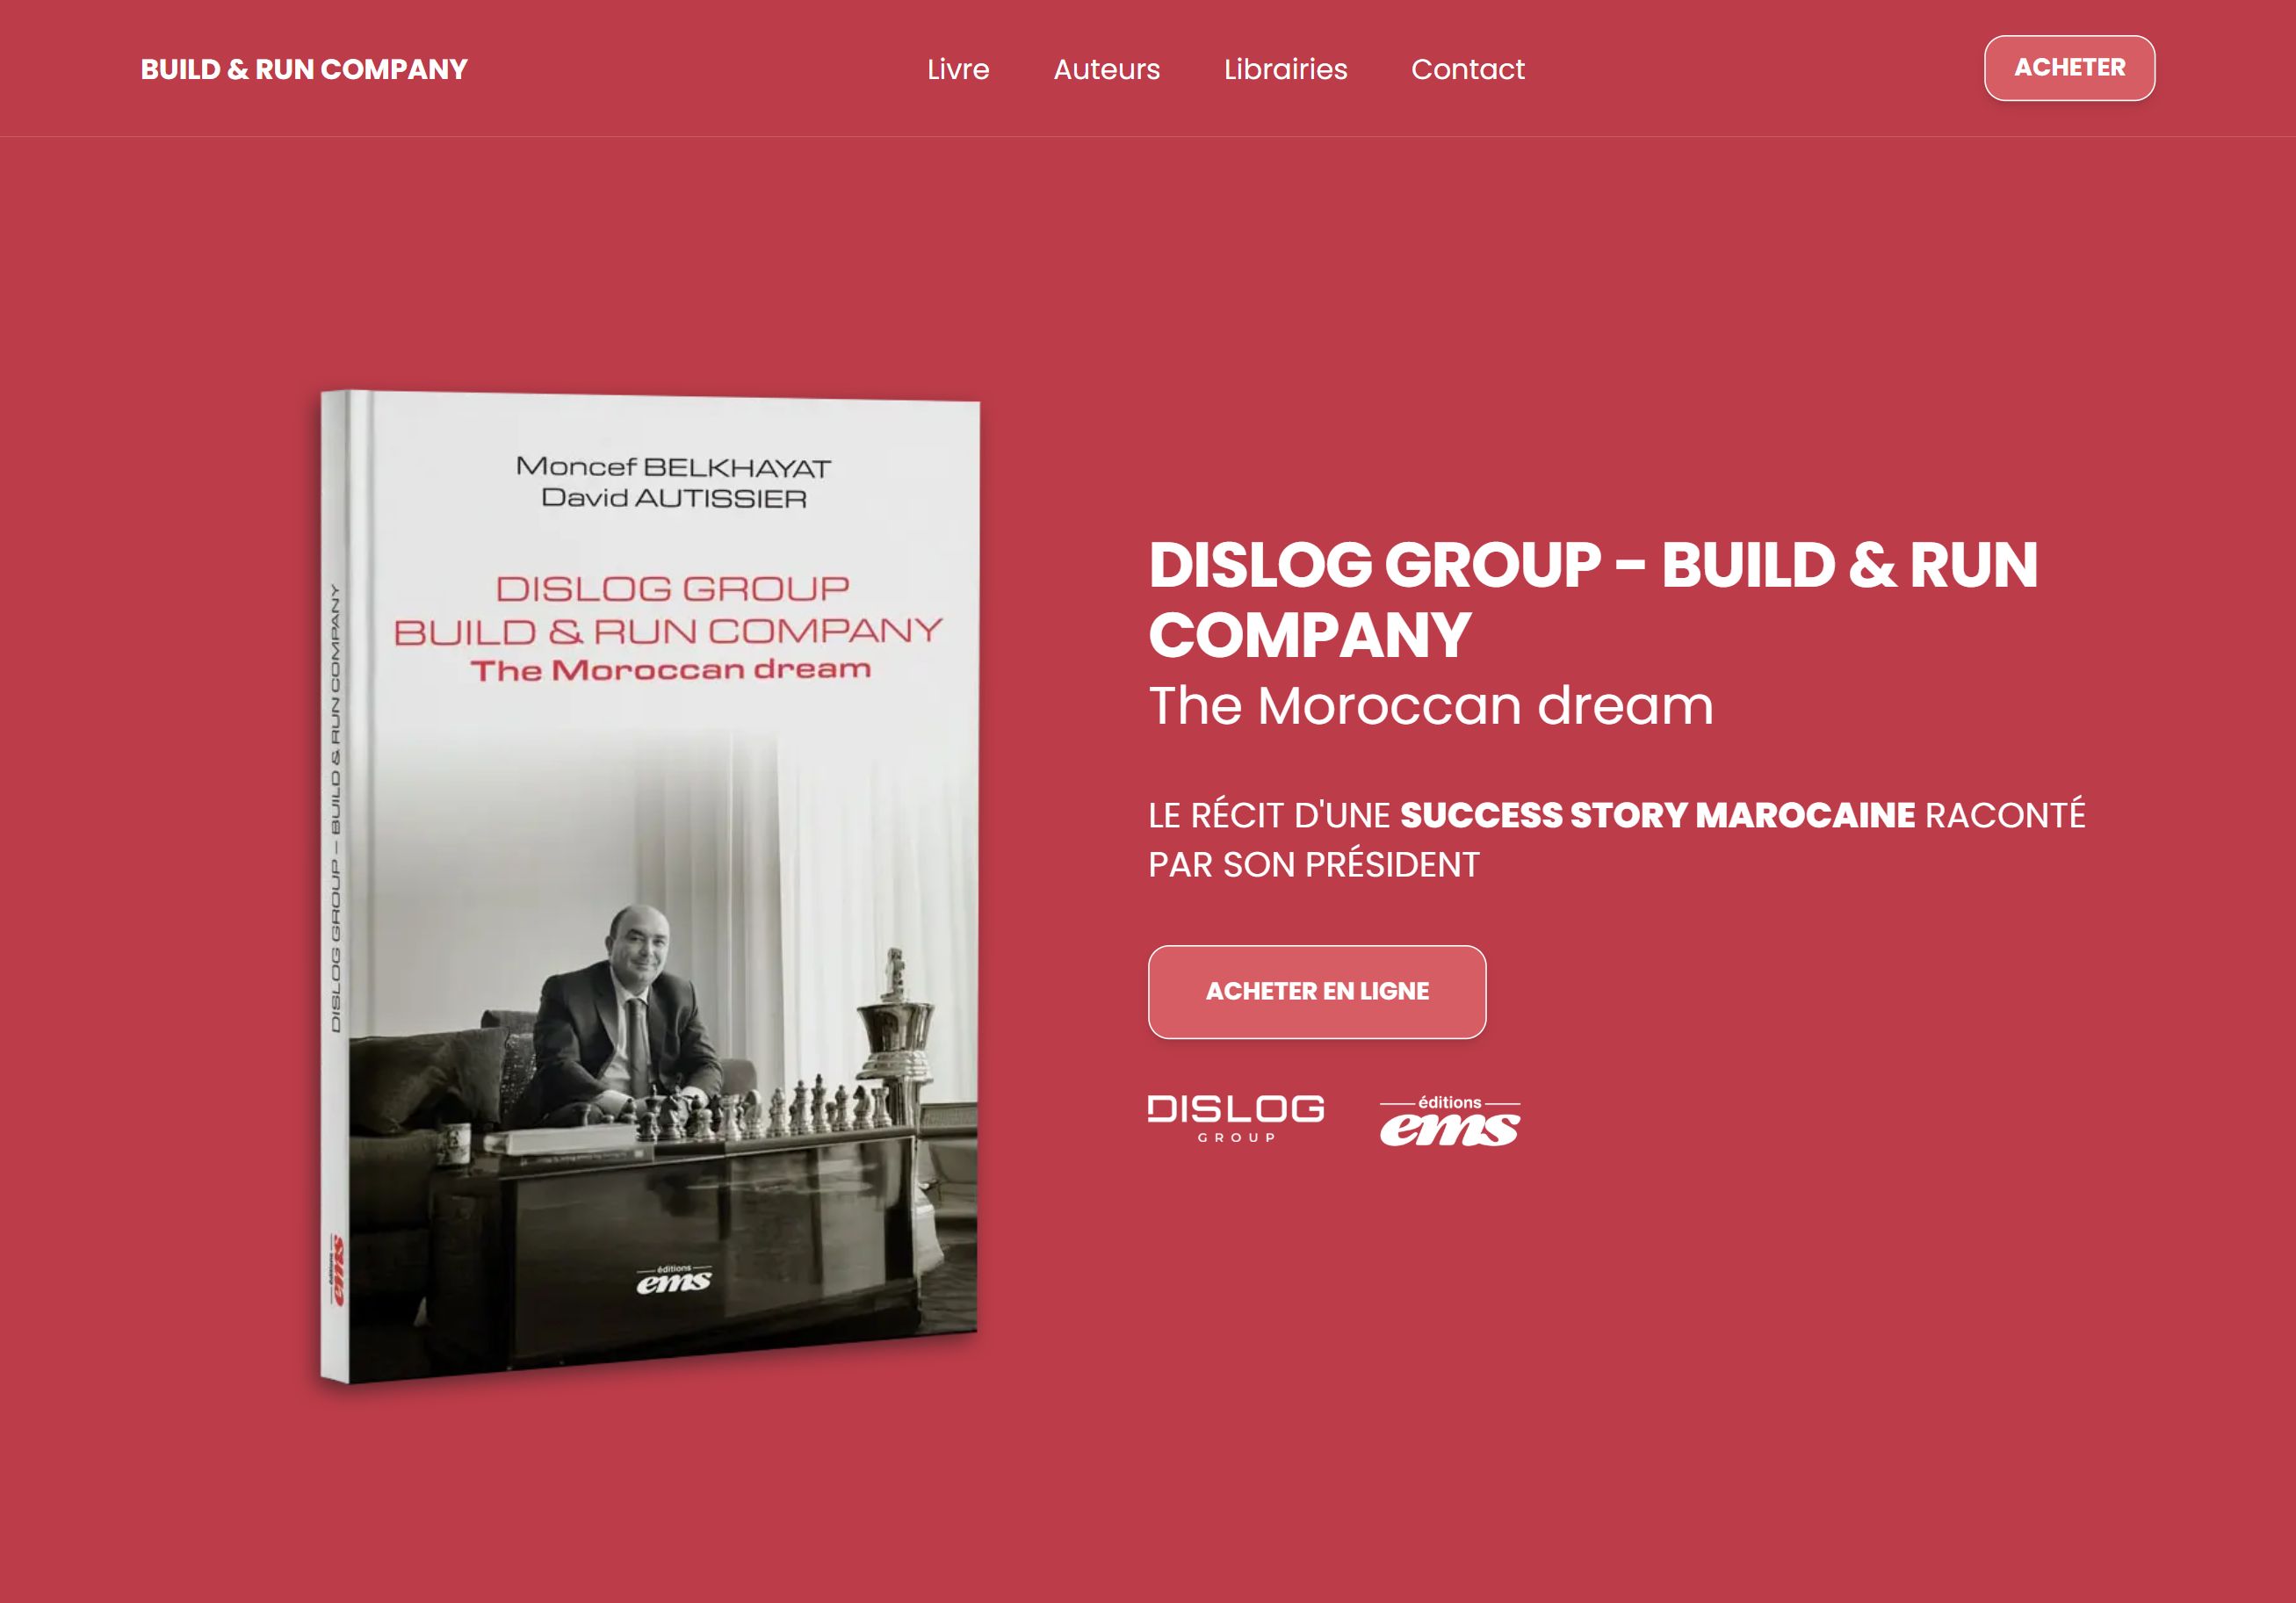 BUILD & RUN COMPANY
Livre
Auteurs
Librairies
Contact
ACHETER
Moncef BELKHAYAT
David AUTISSIER
DISLOG GROUP
BUILD & RUN COMPANY
The Moroccan dream
DISLOG GROUP – BUILD & RUN COMPANY
éditions
ems
ems
DISLOG GROUP - BUILD & RUN
COMPANY
The Moroccan dream
LE RÉCIT D'UNE SUCCESS STORY MAROCAINE RACONTÉ
PAR SON PRÉSIDENT
ACHETER EN LIGNE
DISLOG
GROUP
éditions
ems